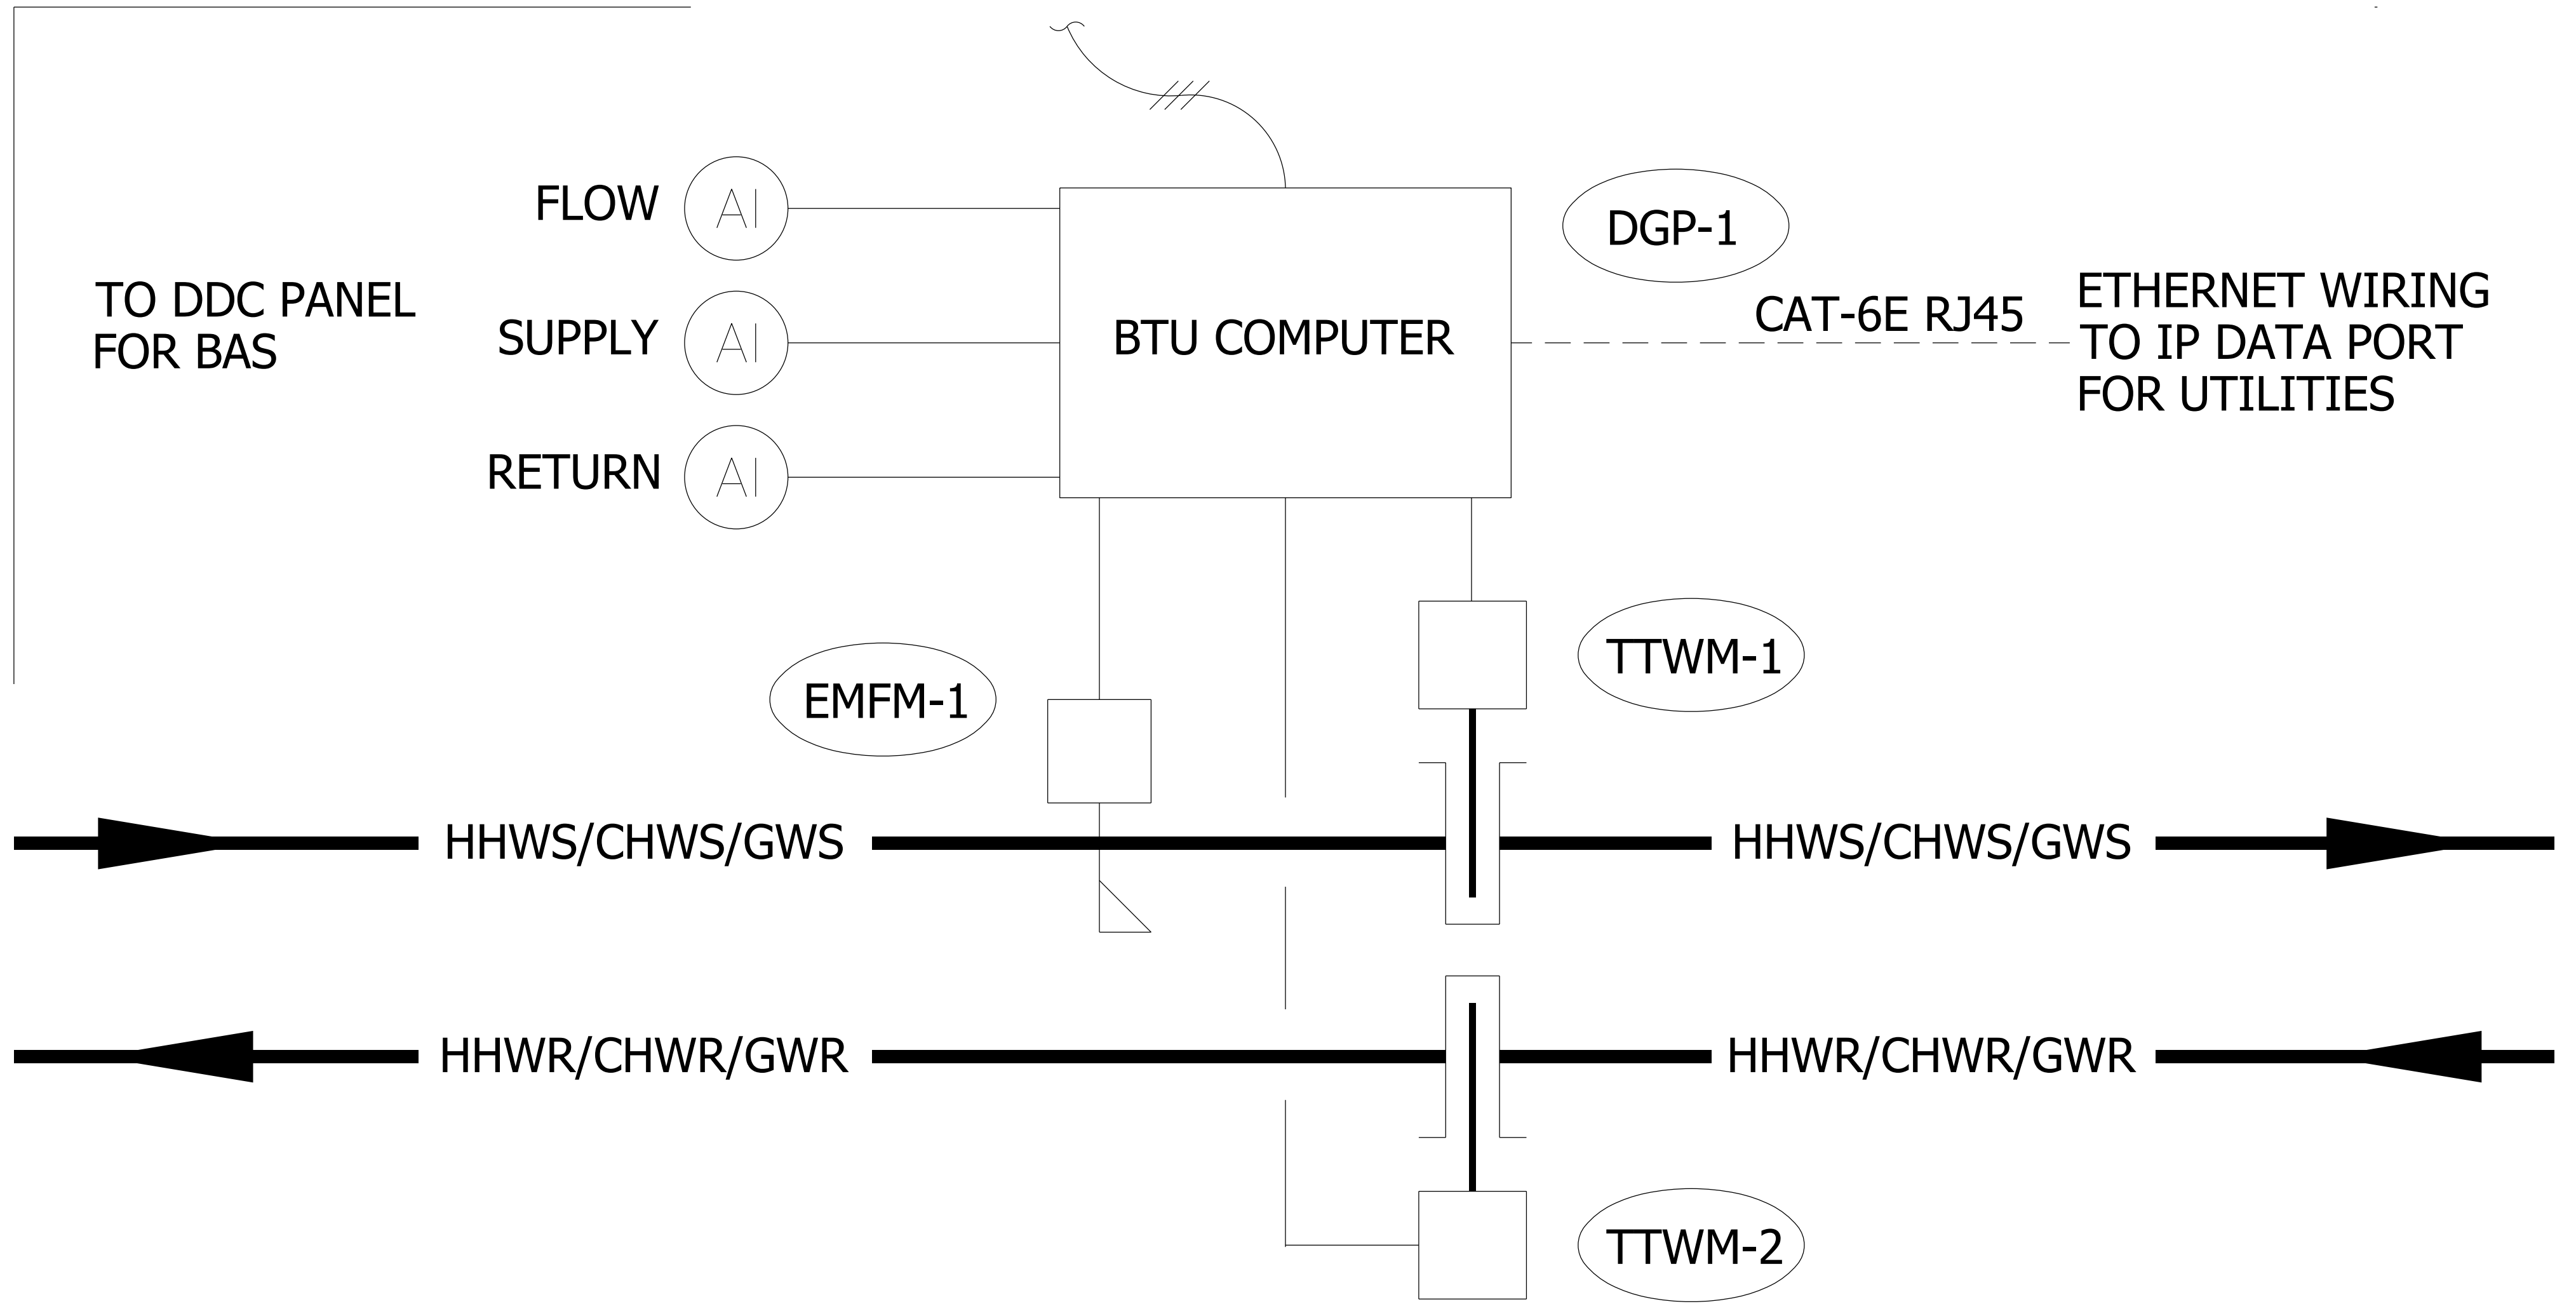 FLOW
AI
DGP-1
TO DDC PANEL
FOR BAS
SUPPLY
AI
BTU COMPUTER
CAT-6E RJ45
ETHERNET WIRING
TO IP DATA PORT
FOR UTILITIES
RETURN
AI
TTWM-1
EMFM-1
HHWS/CHWS/GWS
HHWS/CHWS/GWS
HHWR/CHWR/GWR
HHWR/CHWR/GWR
TTWM-2